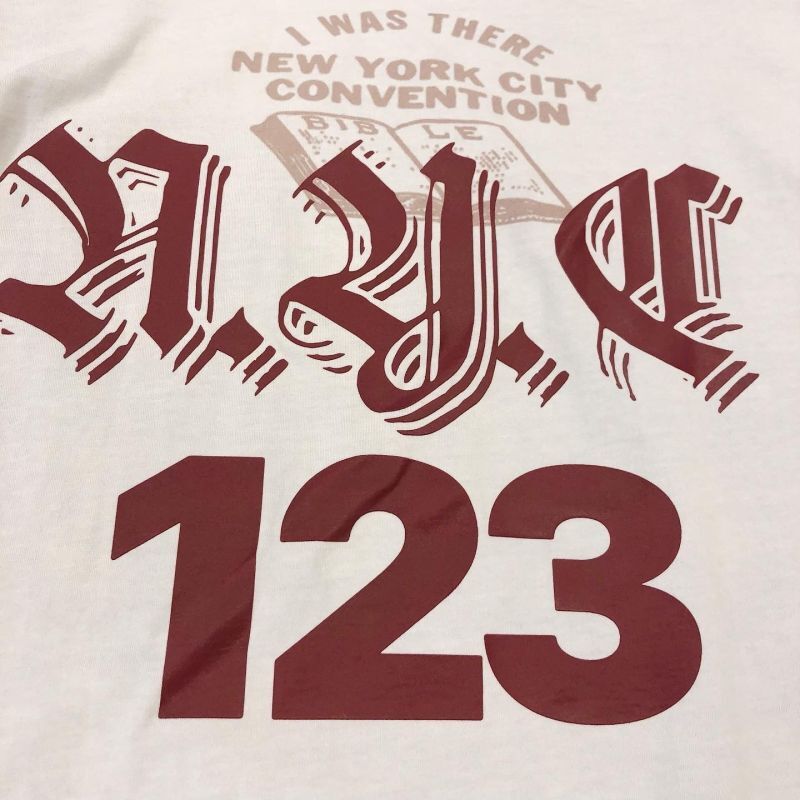 I WAS THERE
NEW YORK CITY
CONVENTION
BIBLE
N.Y.C
123